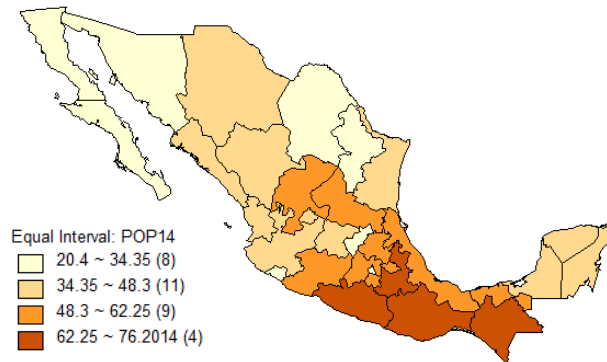 Equal Interval: POP14
20.4 ~ 34.35 (8)
34.35 ~ 48.3 (11)
48.3 ~ 62.25 (9)
62.25 ~ 76.2014 (4)